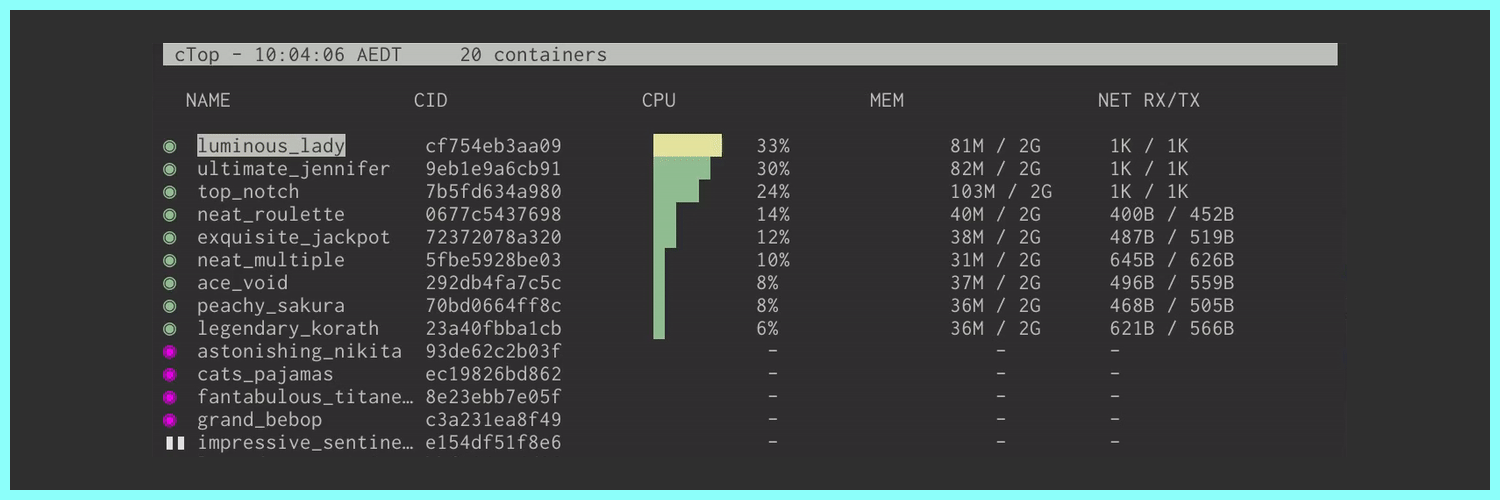 cTop - 10:04:06 AEDT 20 containers
NAME CID CPU MEM NET RX/TX
luminous_lady cf754eb3aa09 33% 81M / 2G 1K / 1K
ultimate_jennifer 9eb1e9a6cb91 30% 82M / 2G 1K / 1K
top_notch 7b5fd634a980 24% 103M / 2G 1K / 1K
neat_roulette 0677c5437698 14% 40M / 2G 400B / 452B
exquisite_jackpot 72372078a320 12% 38M / 2G 487B / 519B
neat_multiple 5fbe5928be03 10% 31M / 2G 645B / 626B
ace_void 292db4fa7c5c 8% 37M / 2G 496B / 559B
peachy_sakura 70bd0664ff8c 8% 36M / 2G 468B / 505B
legendary_korath 23a40fbba1cb 6% 36M / 2G 621B / 566B
astonishing_nikita 93de62c2b03f - - -
cats_pajamas ec19826bd862 - - -
fantabulous_titane… 8e23ebb7e05f - - -
grand_bebop c3a231ea8f49 - - -
impressive_sentine… e154df51f8e6 - - -